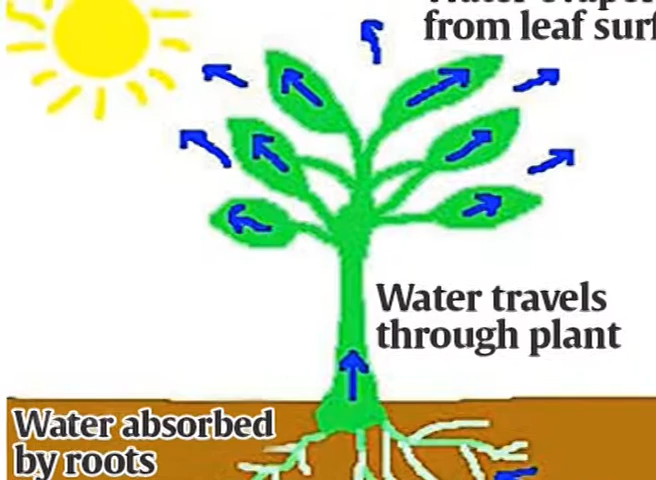 from leaf surf
Water travels
through plant
Water absorbed
by roots